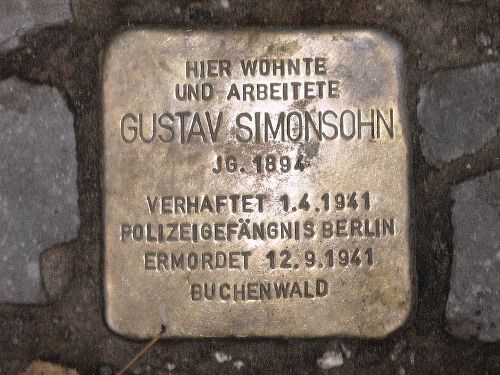 HIER WOHNTE
UND ARBEITETE
GUSTAV SIMONSOHN
JG. 1894
VERHAFTET 1.4.1941
POLIZEIGEFÄNGNIS BERLIN
ERMORDET 12.9.1941
BUCHENWALD